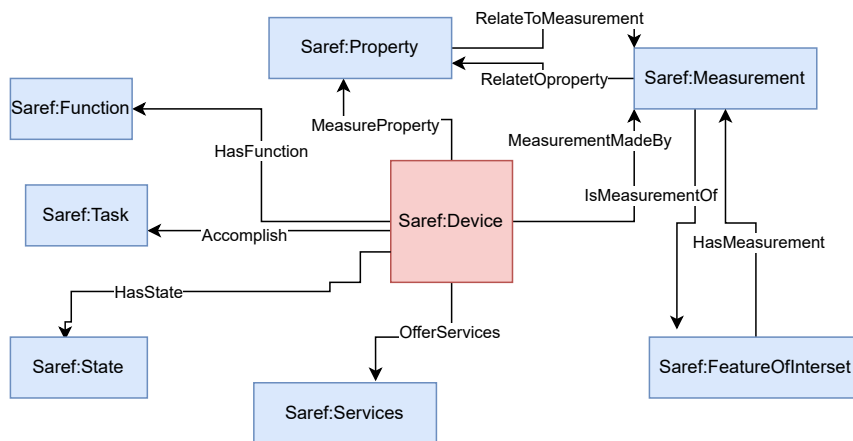 RelateToMeasurement
Saref:Property
Saref:Measurement
RelatetOproperty
Saref:Function
MeasureProperty
MeasurementMadeBy
HasFunction
IsMeasurementOf
Saref:Task
Saref:Device
Accomplish
HasMeasurement
HasState
OfferServices
Saref:State
Saref:FeatureOfInterset
Saref:Services